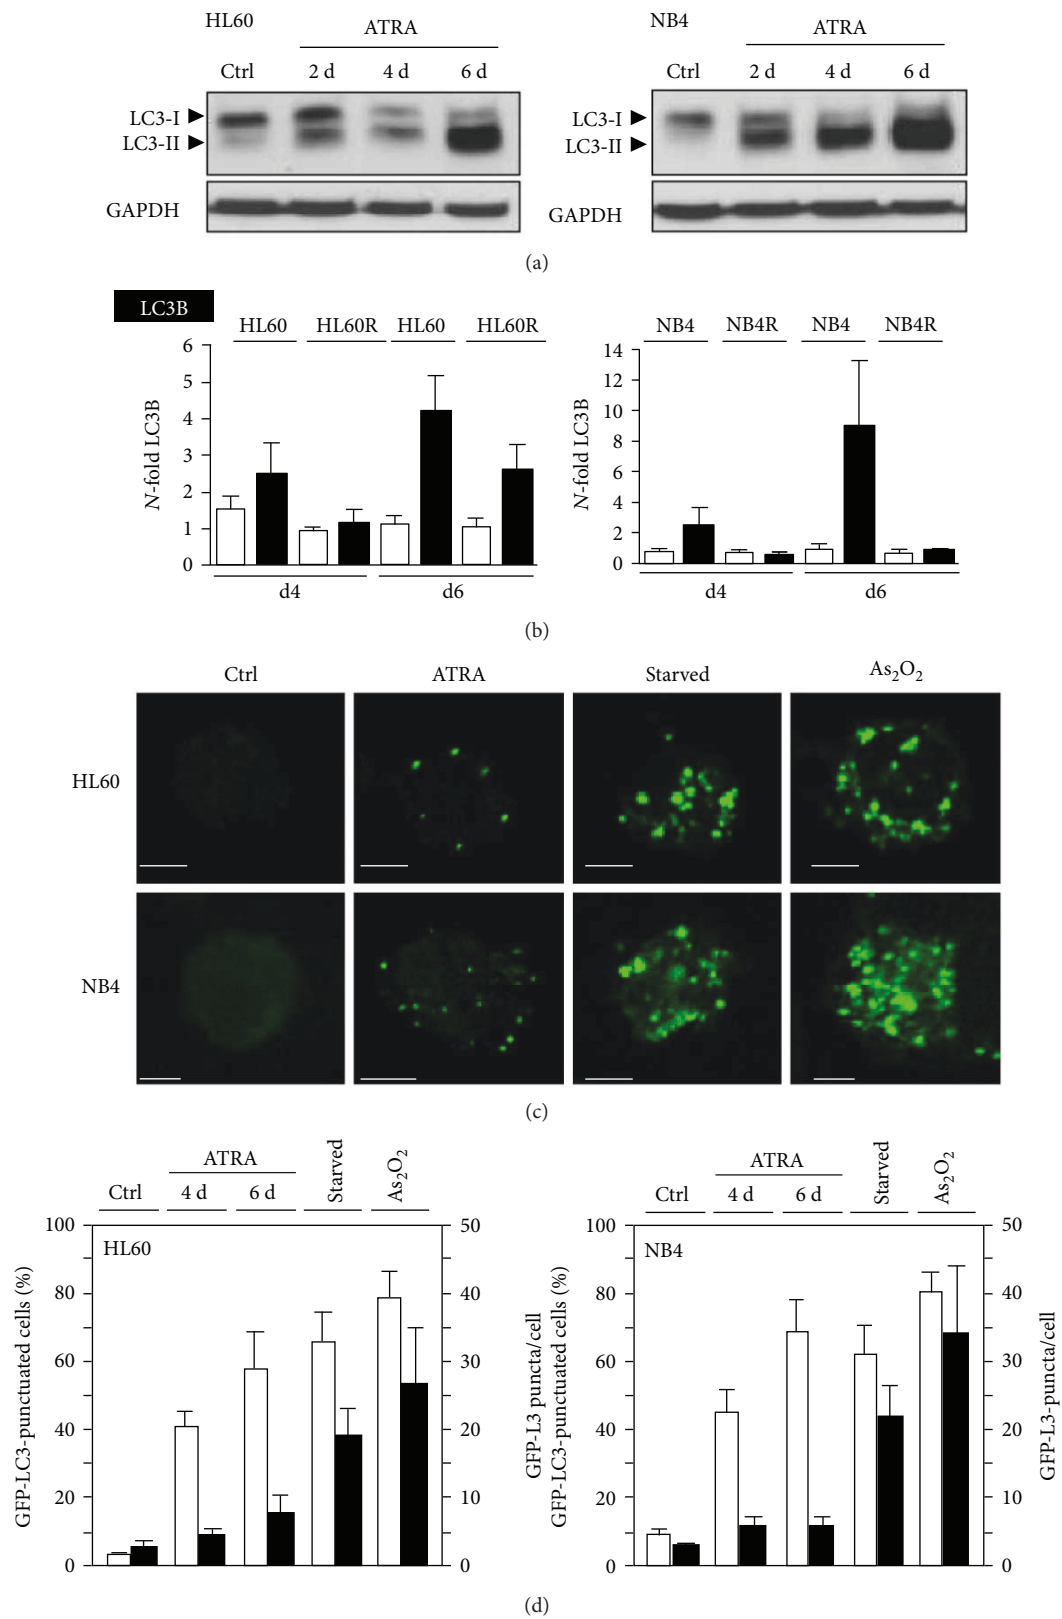 HL60
ATRA
Ctrl 2 d 4 d 6 d
LC3-I
LC3-II
GAPDH
NB4
ATRA
Ctrl 2 d 4 d 6 d
LC3-I
LC3-II
GAPDH
(a)
LC3B
HL60 HL60R HL60 HL60R
N-fold LC3B
6
5
4
3
2
1
0
d4 d6
NB4 NB4R NB4 NB4R
N-fold LC3B
14
12
10
8
6
4
2
0
d4 d6
(b)
Ctrl ATRA Starved As2O2
HL60
NB4
(c)
ATRA
Ctrl 4 d 6 d Starved As2O2
HL60
GFP-LC3-punctuated cells (%)
100
80
60
40
20
0
50
40
30
20
10
0
GFP-L3 puncta/cell
ATRA
Ctrl 4 d 6 d Starved As2O2
NB4
GFP-LC3-punctuated cells (%)
100
80
60
40
20
0
50
40
30
20
10
0
GFP-L3-puncta/cell
(d)